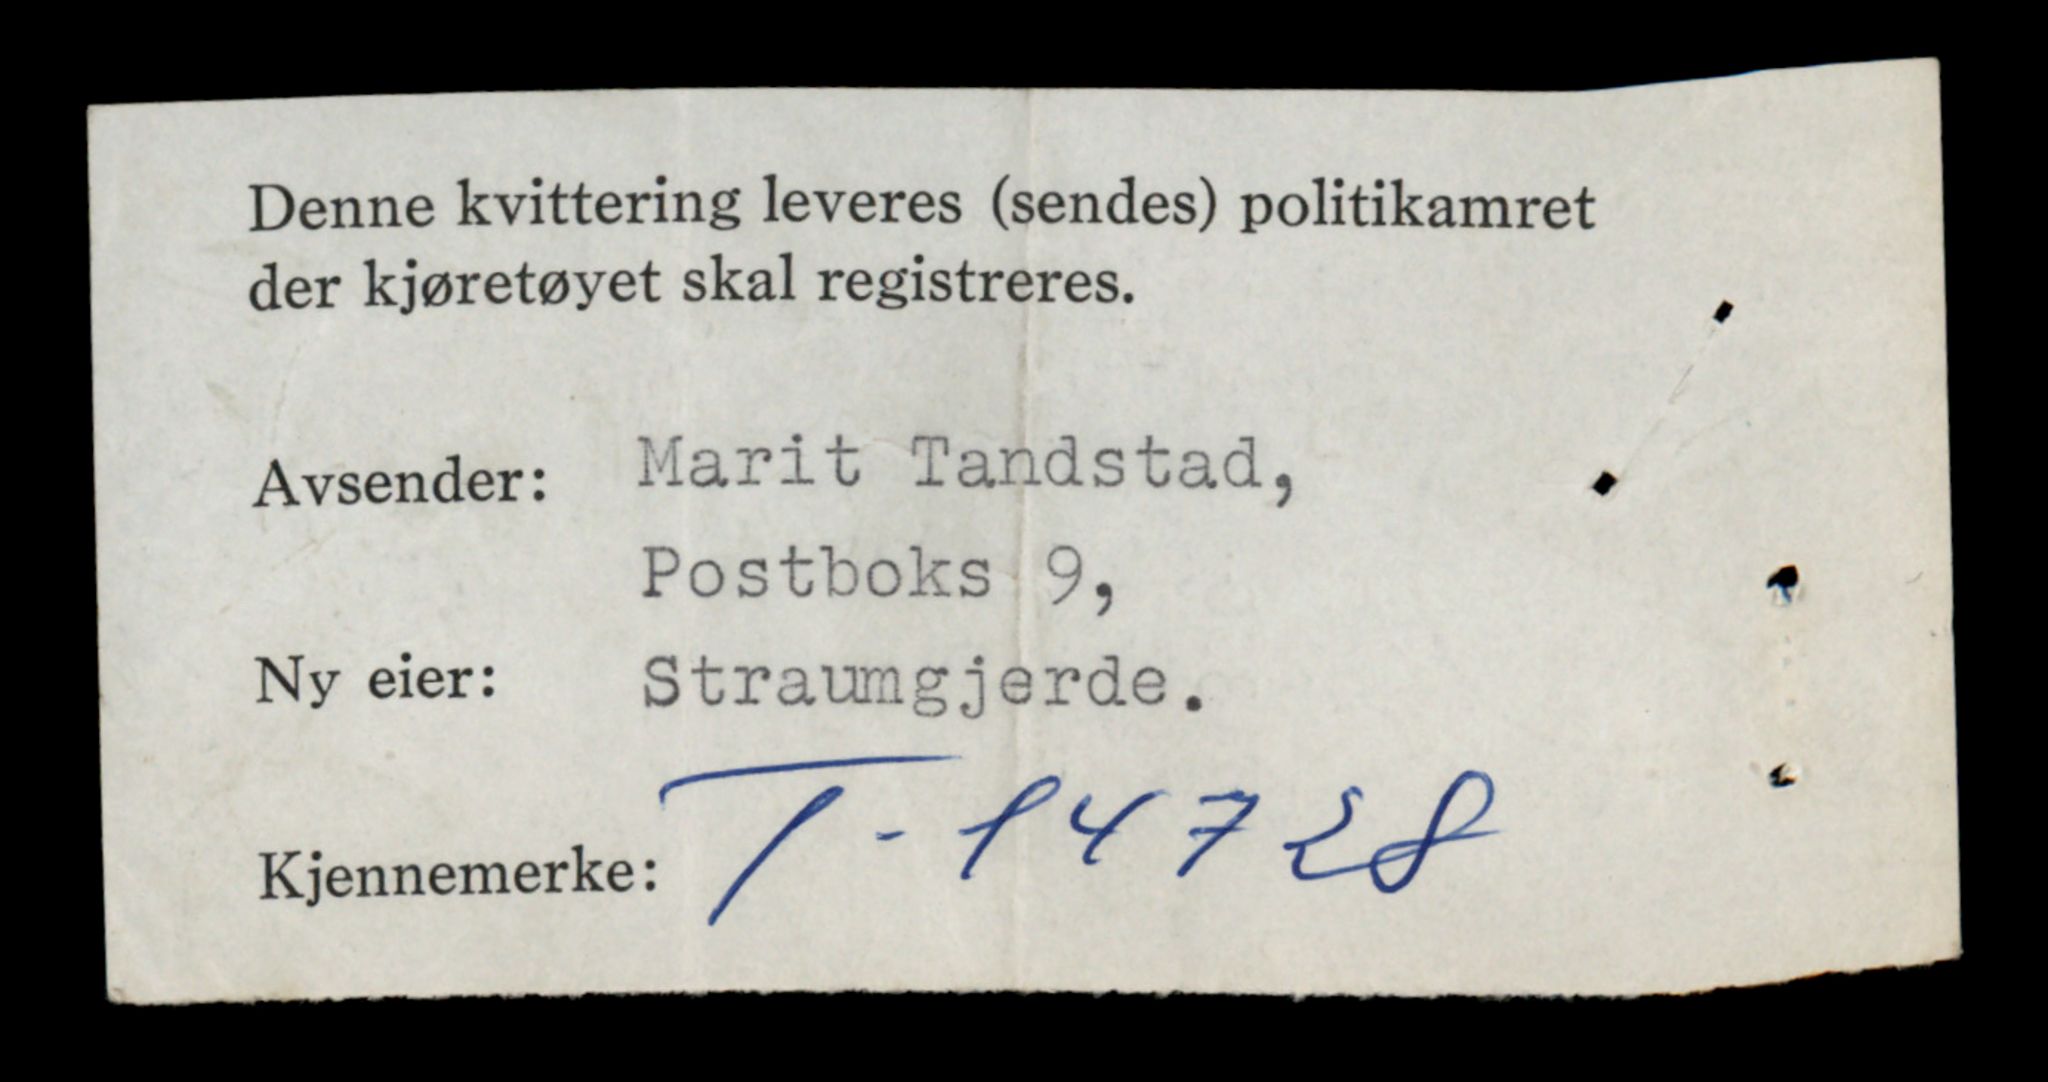 Denne kvittering leveres (sendes) politikamret
der kjøretøyet skal registreres.
Avsender: Marit Tandstad,
Postboks 9,
Ny eier: Straumgjerde.
Kjennemerke: T-14728